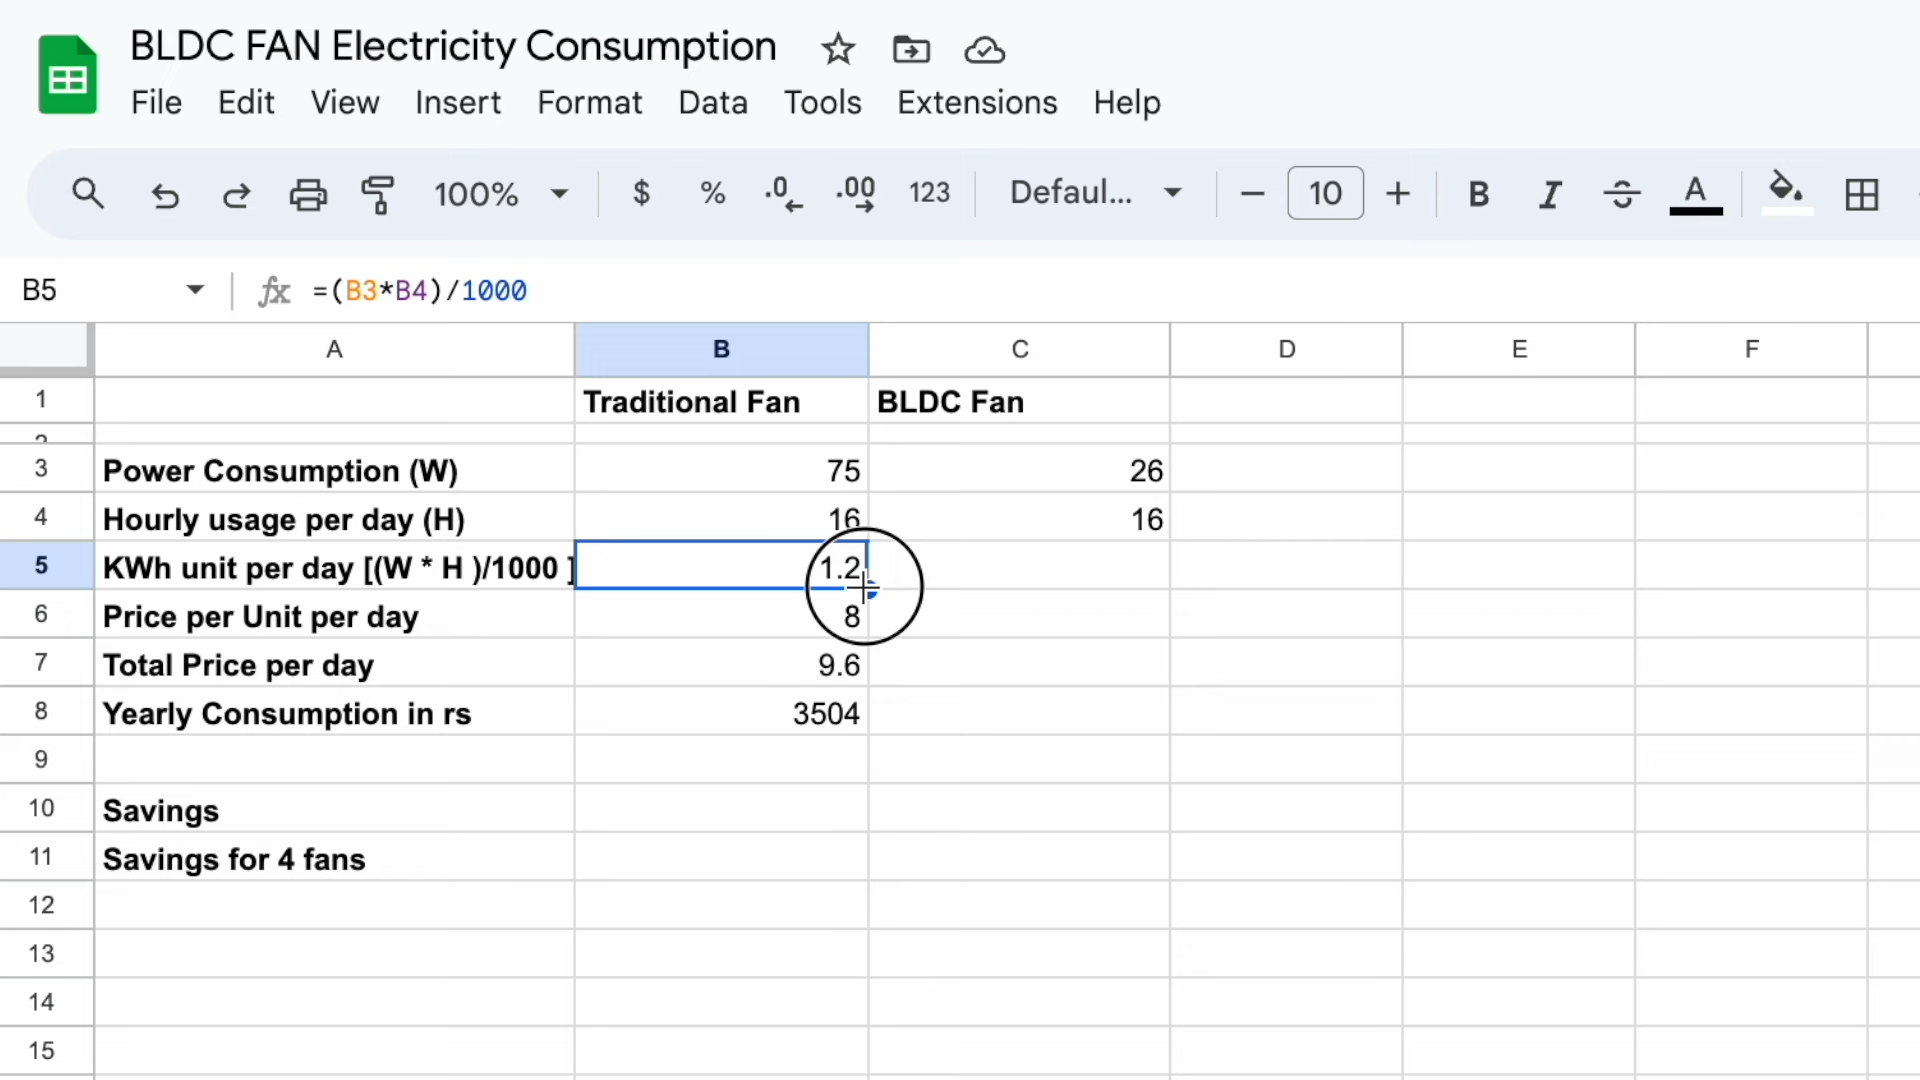 BLDC FAN Electricity Consumption
File Edit View Insert Format Data Tools Extensions Help
100% $ % .0 .00 123 Defaul... 10 B I A
B5 fx =(B3*B4)/1000
A B C D E F
1 Traditional Fan BLDC Fan
2
3 Power Consumption (W) 75 26
4 Hourly usage per day (H) 16 16
5 KWh unit per day [(W * H )/1000 ] 1.2
6 Price per Unit per day 8
7 Total Price per day 9.6
8 Yearly Consumption in rs 3504
9
10 Savings
11 Savings for 4 fans
12
13
14
15